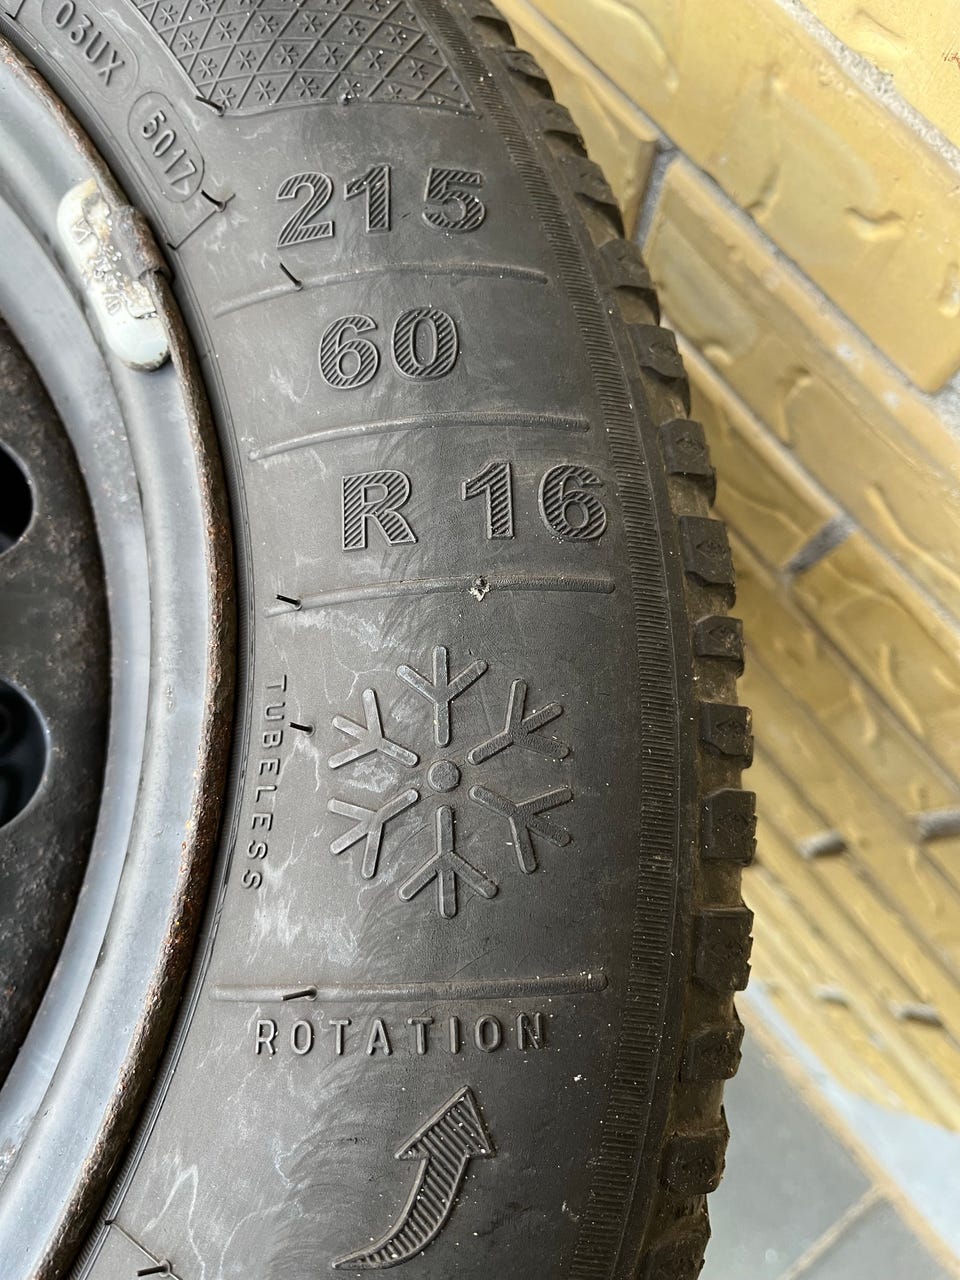 03UX
5017
215
60
R 16
TUBELESS
ROTATION